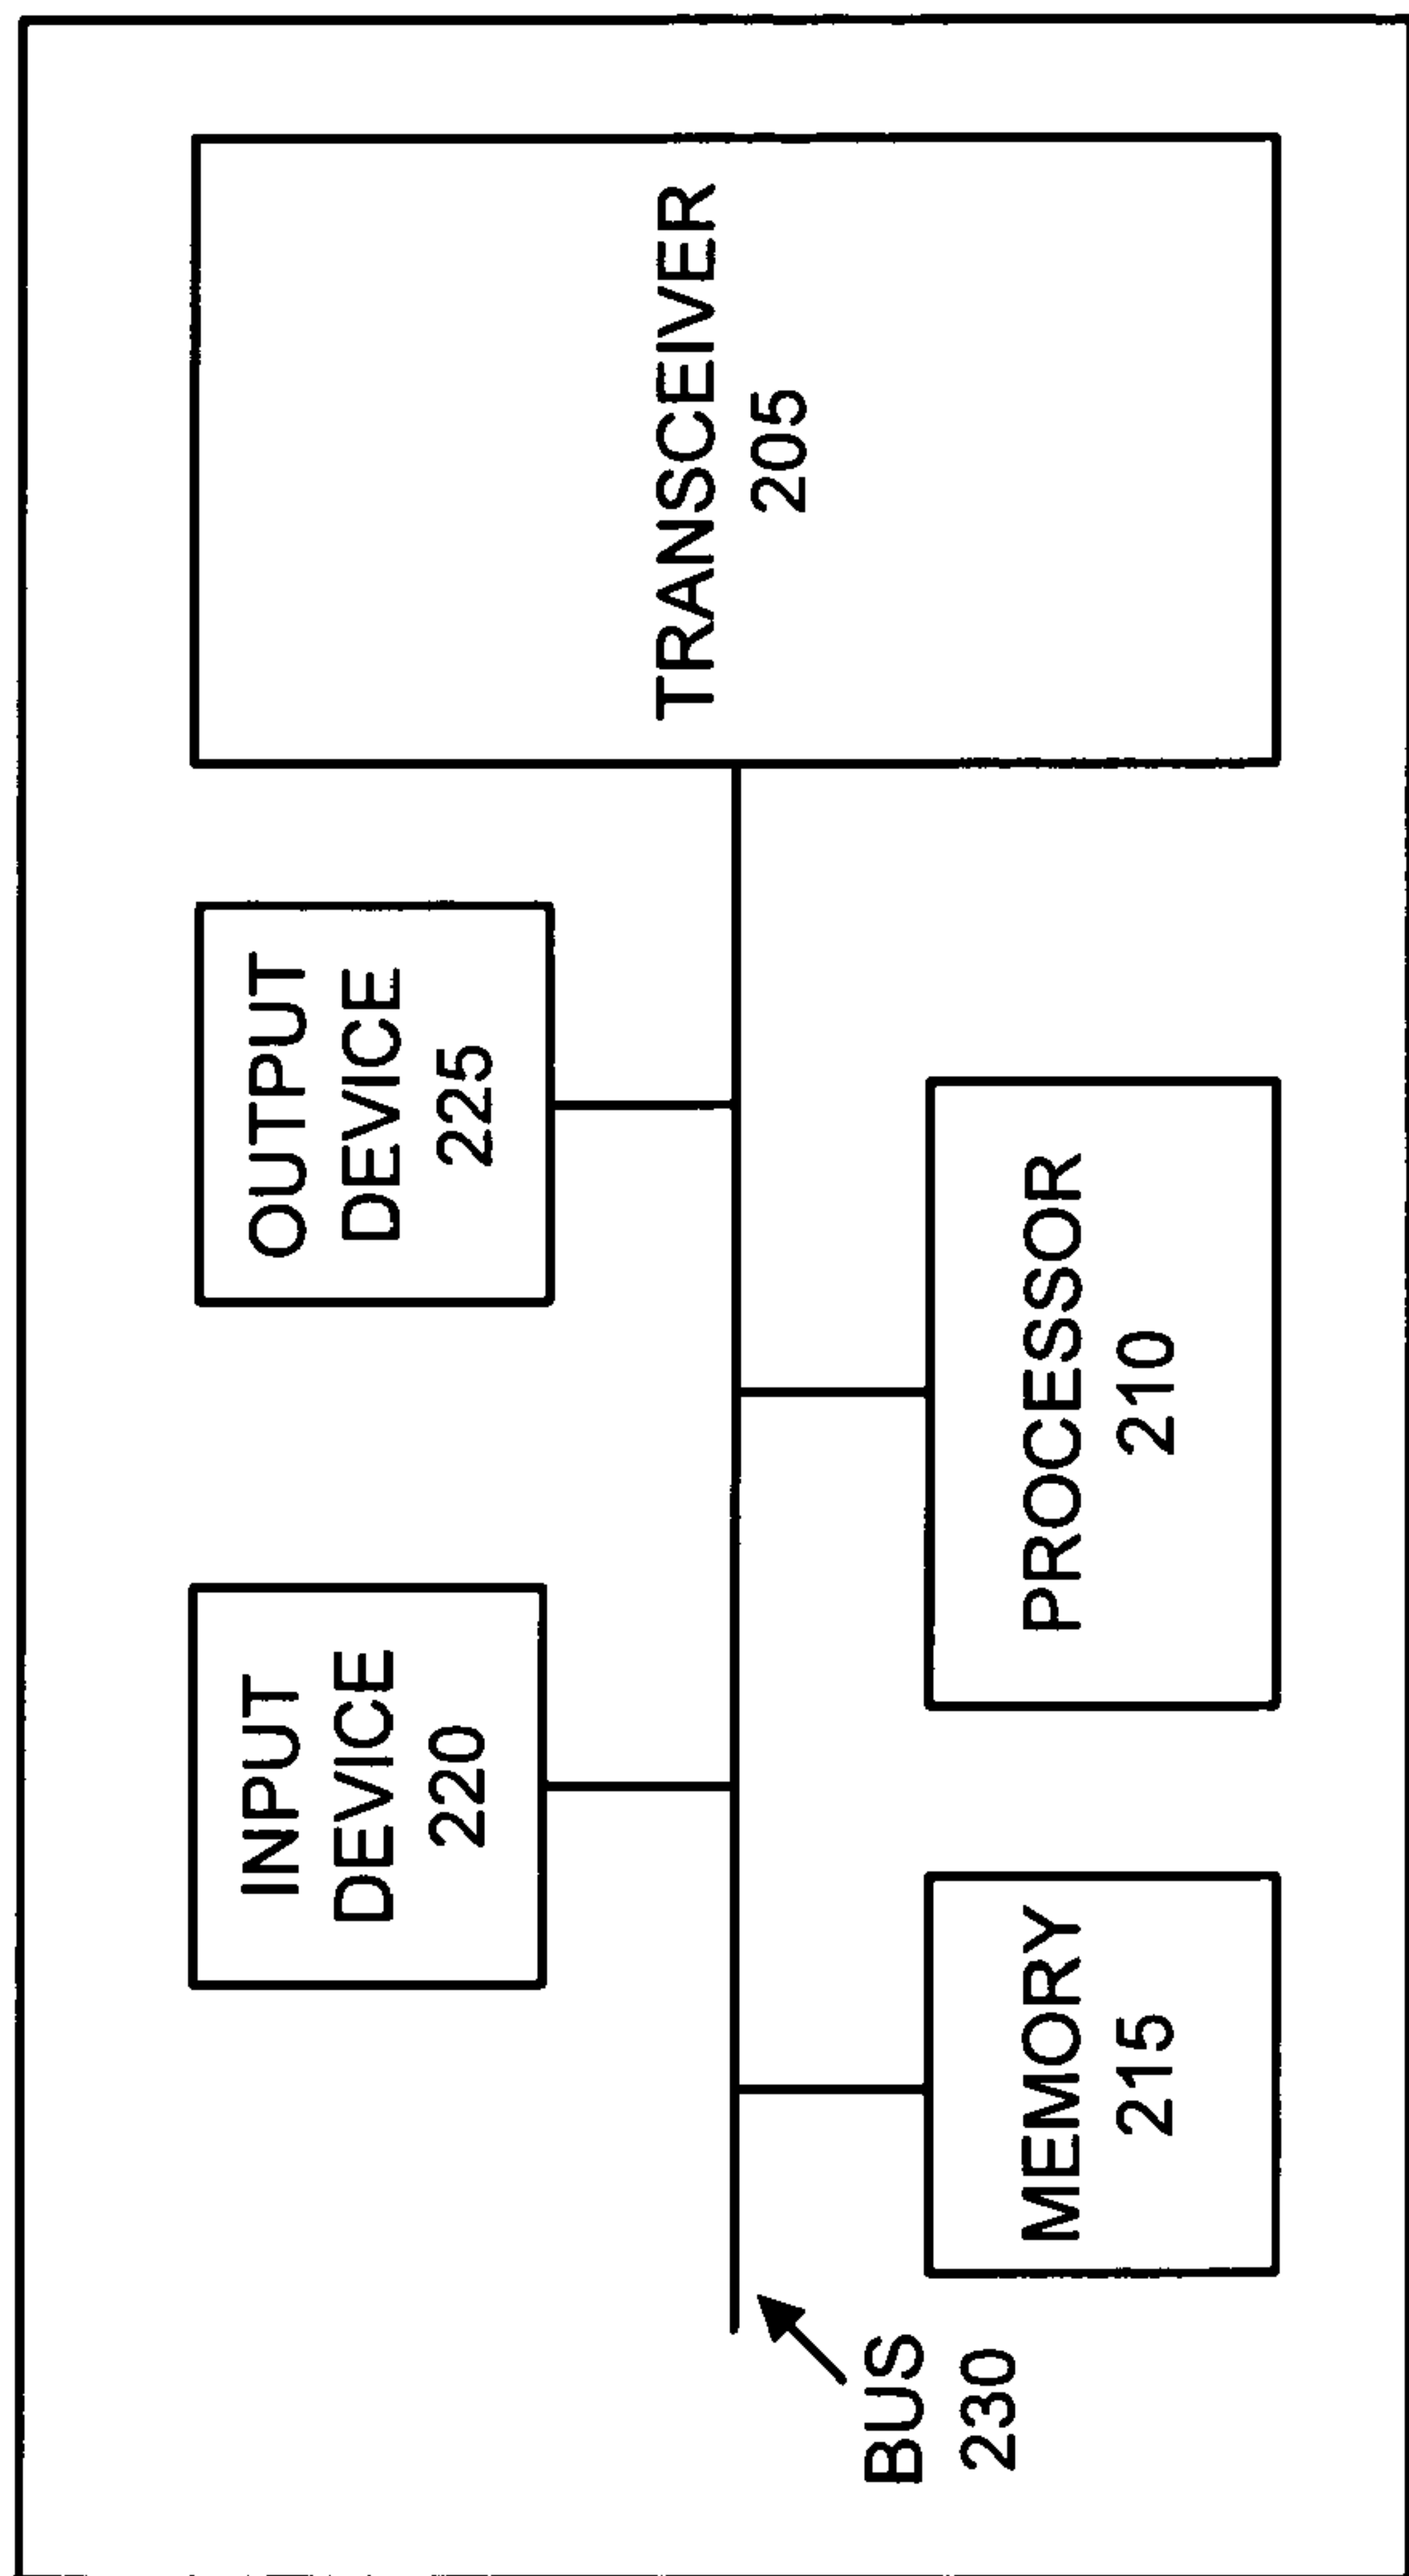 INPUT
DEVICE
220
OUTPUT
DEVICE
225
TRANSCEIVER
205
MEMORY
215
PROCESSOR
210
BUS
230